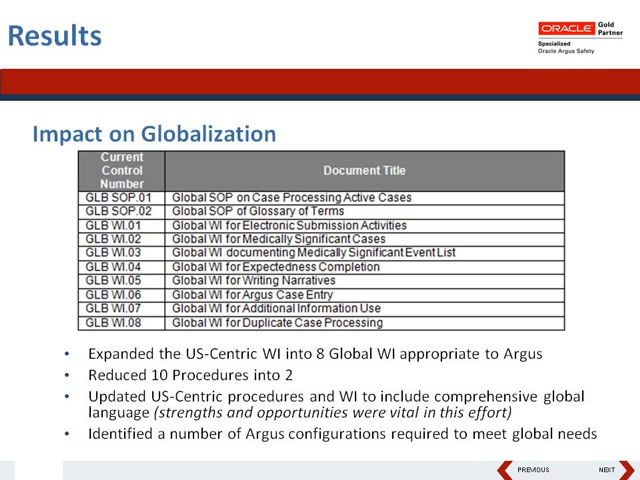 Results
ORACLE Gold
Partner
Specialized
Oracle Argus Safety
Impact on Globalization
Current
Control
Number
Document Title
GLB SOP.01 Global SOP on Case Processing Active Cases
GLB SOP.02 Global SOP of Glossary of Terms
GLB WI.01 Global WI for Electronic Submission Activities
GLB WI.02 Global WI for Medically Significant Cases
GLB WI.03 Global WI documenting Medically Significant Event List
GLB WI.04 Global WI for Expectedness Completion
GLB WI.05 Global WI for Writing Narratives
GLB WI.06 Global WI for Argus Case Entry
GLB WI.07 Global WI for Additional Information Use
GLB WI.08 Global WI for Duplicate Case Processing
• Expanded the US-Centric WI into 8 Global WI appropriate to Argus
• Reduced 10 Procedures into 2
• Updated US-Centric procedures and WI to include comprehensive global
language (strengths and opportunities were vital in this effort)
• Identified a number of Argus configurations required to meet global needs
PREVIOUS NEXT